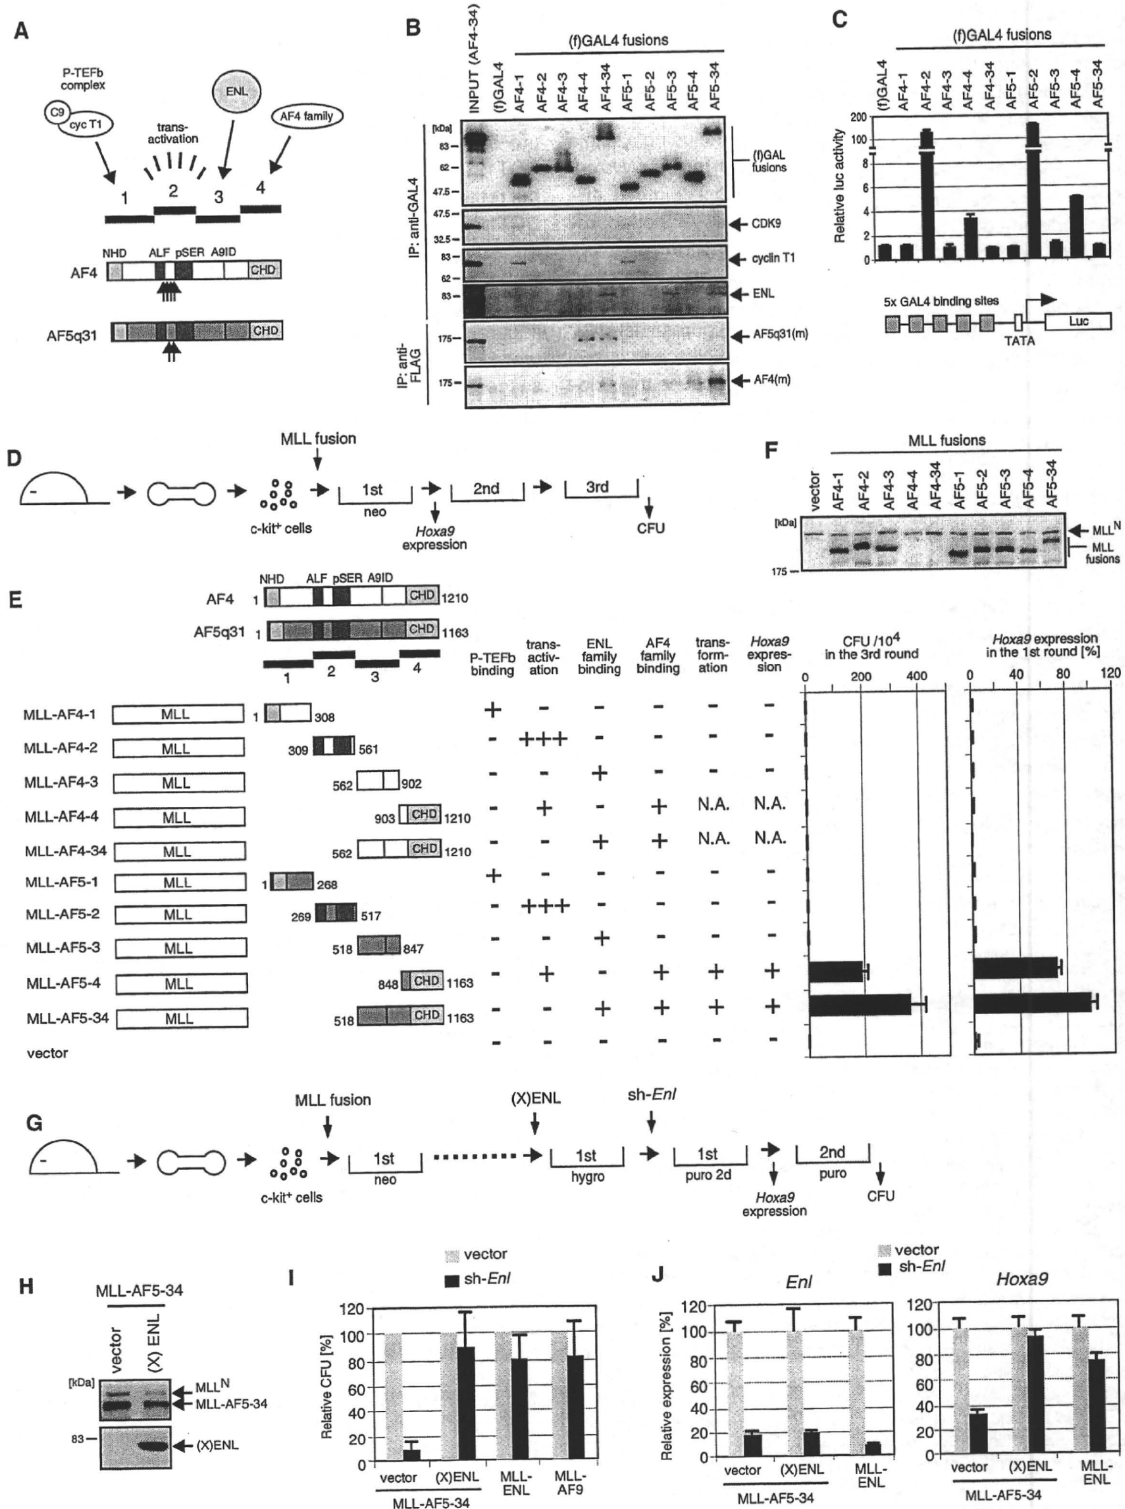 A
P-TEFb
complex
C9
cyc T1
trans-
activation
ENL
AF4 family
1
2
3
4
NHD ALF pSER A9ID
AF4
CHD
AF5q31
CHD
B
INPUT (AF4-34)
(f)GAL4
(f)GAL4 fusions
AF4-1
AF4-2
AF4-3
AF4-4
AF4-34
AF5-1
AF5-2
AF5-3
AF5-4
AF5-34
[kDa]
83
62
47.5
(f)GAL
fusions
IP: anti-GAL4
47.5
32.5
CDK9
83
62
cyclin T1
83
ENL
IP: anti-
FLAG
175
AF5q31(m)
175
AF4(m)
C
(f)GAL4 fusions
(f)GAL4
AF4-1
AF4-2
AF4-3
AF4-4
AF4-34
AF5-1
AF5-2
AF5-3
AF5-4
AF5-34
Relative luc activity
200
100
8
6
4
2
0
5x GAL4 binding sites
TATA
Luc
D
MLL fusion
c-kit+ cells
1st
neo
Hoxa9
expression
2nd
3rd
CFU
F
MLL fusions
vector
AF4-1
AF4-2
AF4-3
AF4-4
AF4-34
AF5-1
AF5-2
AF5-3
AF5-4
AF5-34
[kDa]
175
MLLN
MLL
fusions
E
NHD ALF pSER A9ID
AF4 1 CHD 1210
AF5q31 1 CHD 1163
1 2 3 4
P-TEFb
binding
trans-
activ-
ation
ENL
family
binding
AF4
family
binding
trans-
form-
ation
Hoxa9
expres-
sion
CFU /10^4
in the 3rd round
0 200 400
Hoxa9 expression
in the 1st round [%]
0 40 80 120
MLL-AF4-1 MLL 1 308 + - - - - -
MLL-AF4-2 MLL 309 561 - +++ - - - -
MLL-AF4-3 MLL 562 902 - - + - - -
MLL-AF4-4 MLL 903 CHD 1210 - + - + N.A. N.A.
MLL-AF4-34 MLL 562 CHD 1210 - - + + N.A. N.A.
MLL-AF5-1 MLL 1 268 + - - - - -
MLL-AF5-2 MLL 269 517 - +++ - - - -
MLL-AF5-3 MLL 518 847 - - + - - -
MLL-AF5-4 MLL 848 CHD 1163 - + - + + +
MLL-AF5-34 MLL 518 CHD 1163 - - + + + +
vector - - - - - -
G
MLL fusion
c-kit+ cells
1st
neo
(X)ENL
1st
hygro
sh-Enl
1st
puro 2d
Hoxa9
expression
2nd
puro
CFU
H
MLL-AF5-34
vector
(X) ENL
[kDa]
MLLN
MLL-AF5-34
83
(X)ENL
I
vector
sh-Enl
Relative CFU [%]
120
100
80
60
40
20
0
vector
(X)ENL
MLL-
ENL
MLL-
AF9
MLL-AF5-34
J
vector
sh-Enl
Enl
Relative expression [%]
120
100
80
60
40
20
0
vector
(X)ENL
MLL-
ENL
MLL-AF5-34
Hoxa9
120
100
80
60
40
20
0
vector
(X)ENL
MLL-
ENL
MLL-AF5-34